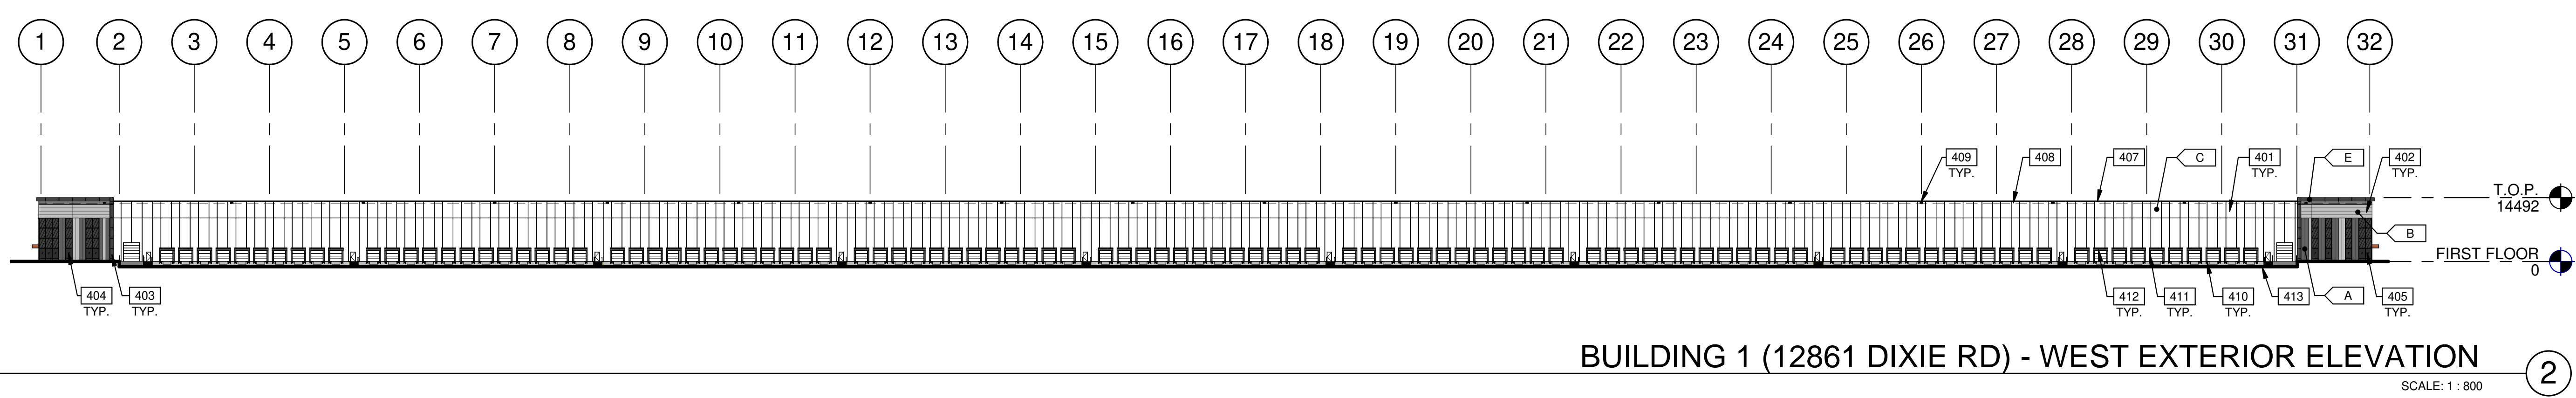 1 2 3 4 5 6 7 8 9 10 11 12 13 14 15 16 17 18 19 20 21 22 23 24 25 26 27 28 29 30 31 32
409 408 407 C 401 E 402
TYP. TYP. TYP.
T.O.P.
14492
B
FIRST FLOOR
0
404 403 412 411 410 413 A 405
TYP. TYP. TYP. TYP. TYP. TYP.
BUILDING 1 (12861 DIXIE RD) - WEST EXTERIOR ELEVATION
2
SCALE: 1 : 800